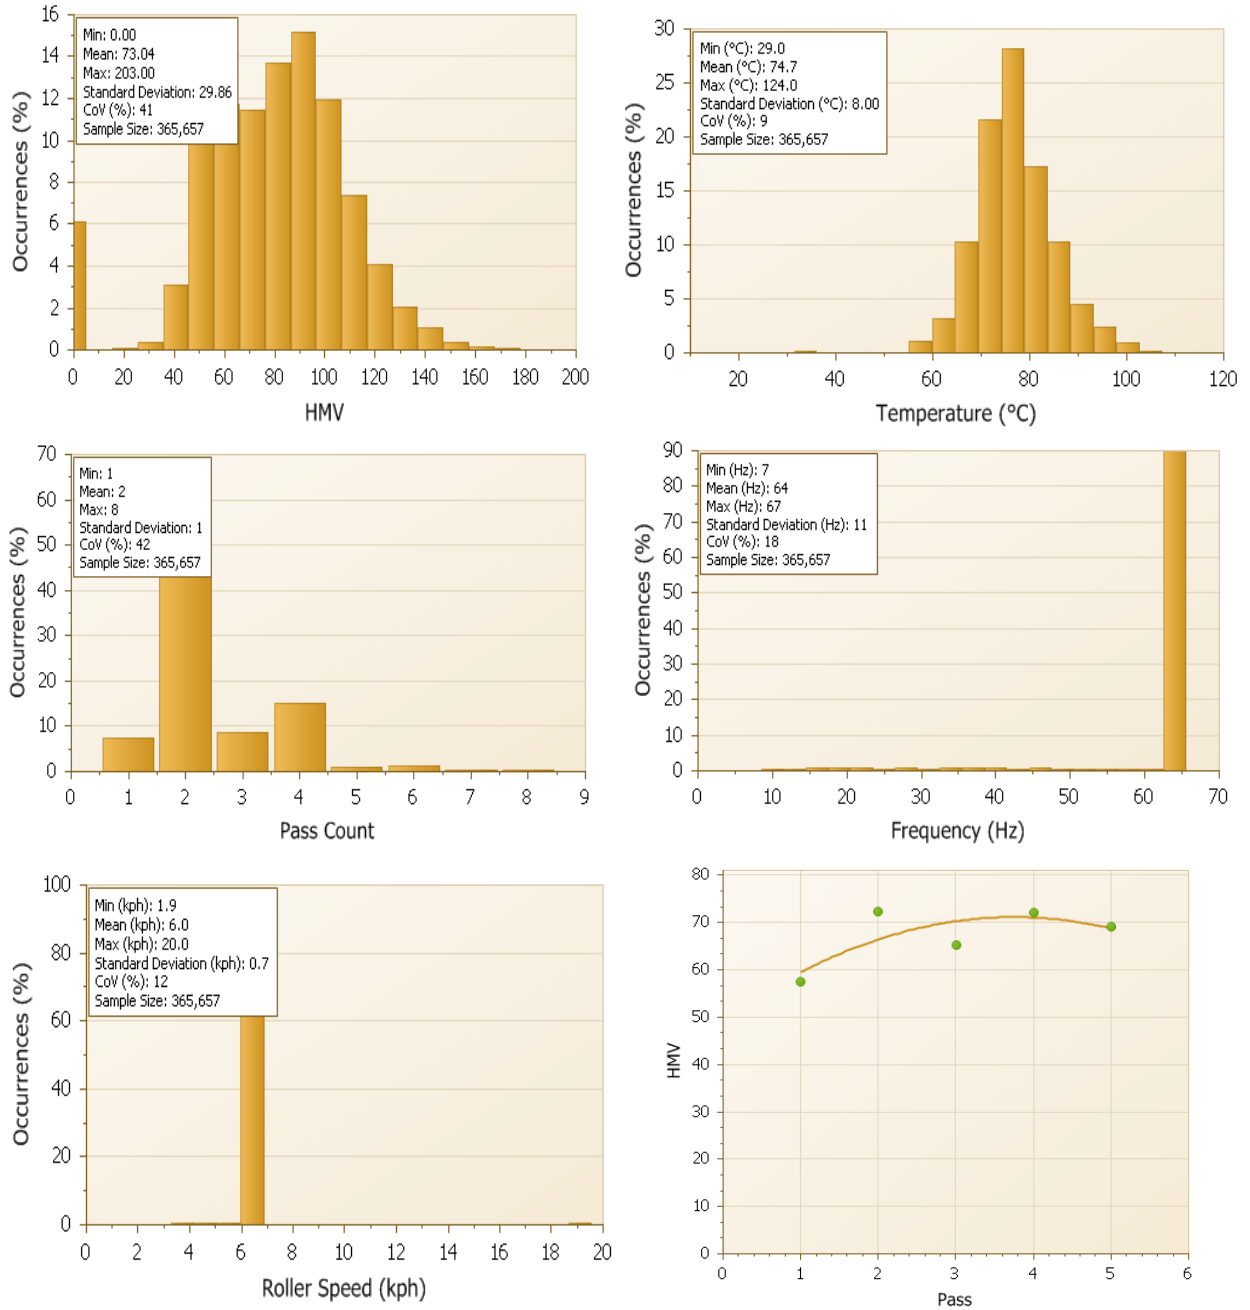 16
14
12
10
8
6
4
2
0
Occurrences (%)
Min: 0.00
Mean: 73.04
Max: 203.00
Standard Deviation: 29.86
CoV (%): 41
Sample Size: 365,657
0 20 40 60 80 100 120 140 160 180 200
HMV
30
25
20
15
10
5
0
Occurrences (%)
Min (°C): 29.0
Mean (°C): 74.7
Max (°C): 124.0
Standard Deviation (°C): 8.00
CoV (%): 9
Sample Size: 365,657
20 40 60 80 100 120
Temperature (°C)
70
60
50
40
30
20
10
0
Occurrences (%)
Min: 1
Mean: 2
Max: 8
Standard Deviation: 1
CoV (%): 42
Sample Size: 365,657
0 1 2 3 4 5 6 7 8 9
Pass Count
90
80
70
60
50
40
30
20
10
0
Occurrences (%)
Min (Hz): 7
Mean (Hz): 64
Max (Hz): 67
Standard Deviation (Hz): 11
CoV (%): 18
Sample Size: 365,657
0 10 20 30 40 50 60 70
Frequency (Hz)
100
80
60
40
20
0
Occurrences (%)
Min (kph): 1.9
Mean (kph): 6.0
Max (kph): 20.0
Standard Deviation (kph): 0.7
CoV (%): 12
Sample Size: 365,657
0 2 4 6 8 10 12 14 16 18 20
Roller Speed (kph)
80
70
60
50
40
30
20
10
0
HMV
0 1 2 3 4 5 6
Pass